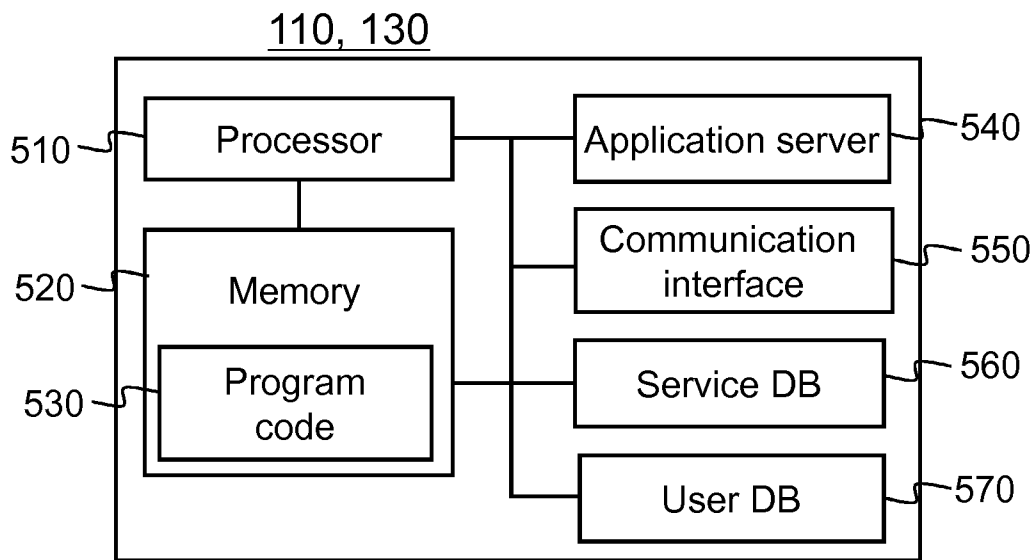 110, 130
510
Processor
Application server
540
520
Memory
Communication
interface
550
530
Program
code
Service DB
560
User DB
570